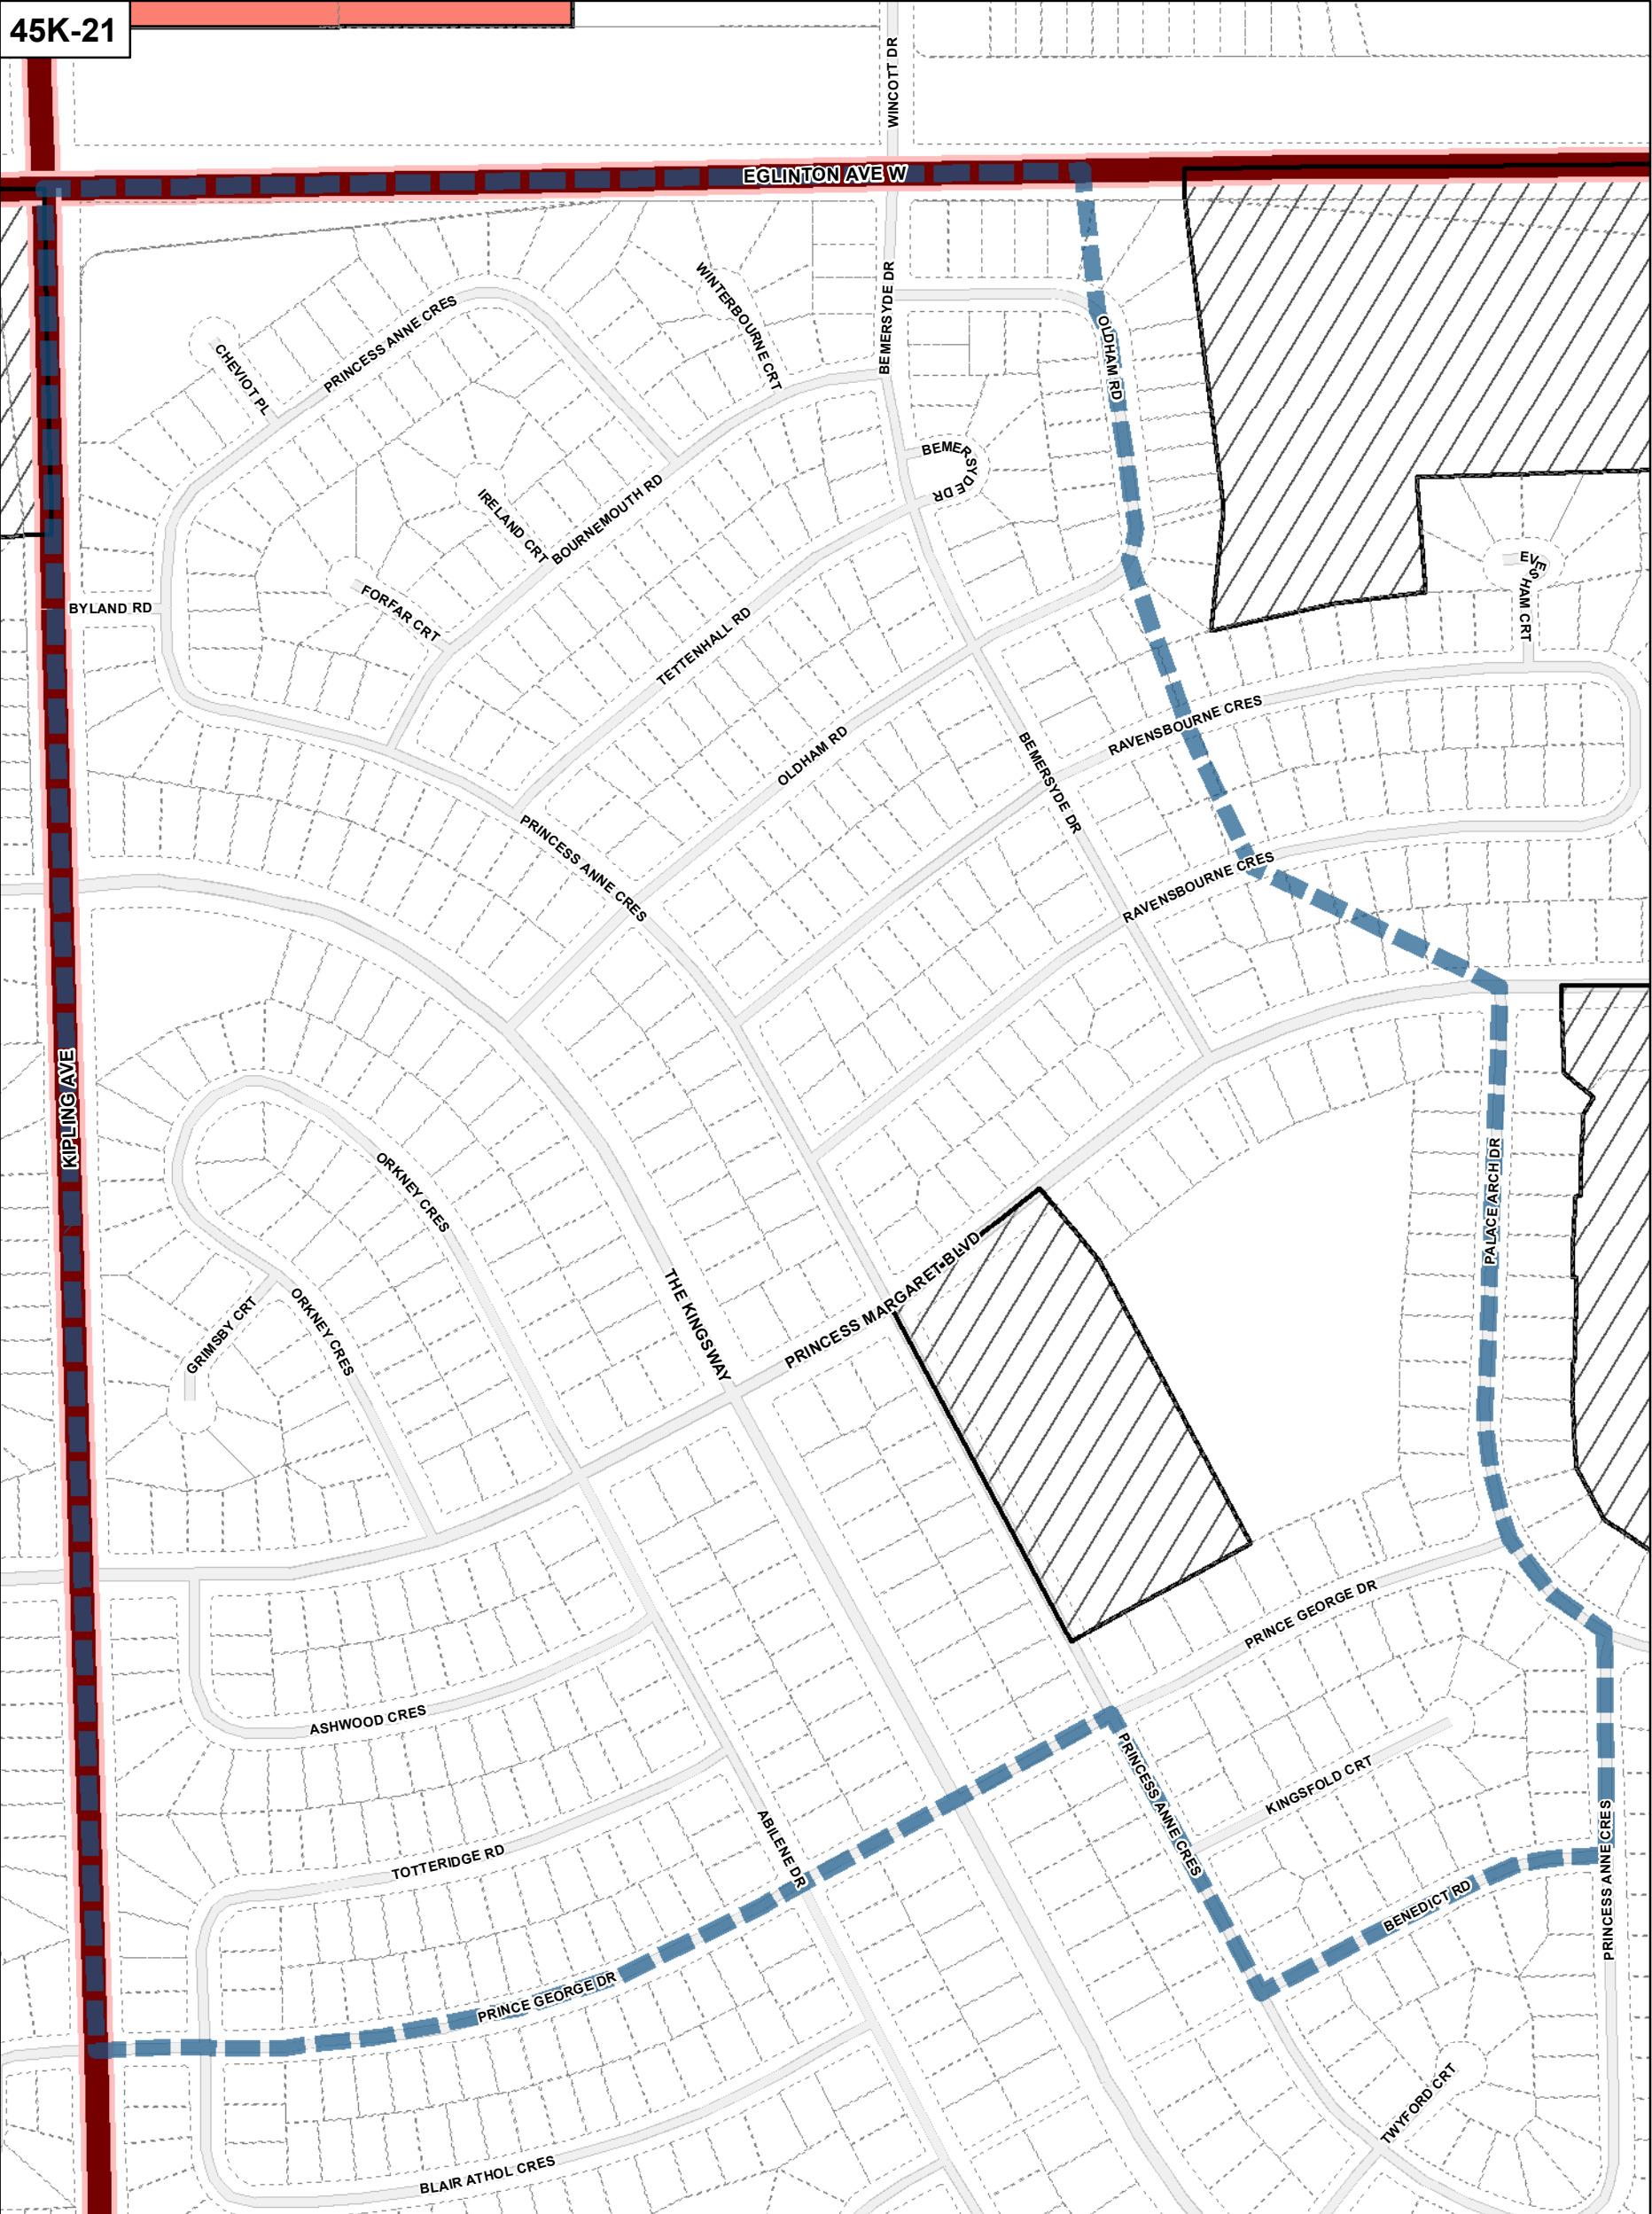 45K-21
WINCOTT DR
EGLINTON AVE W
WINTERBOURNE CRT
BEMERSYDE DR
PRINCESS ANNE CRES
CHEVIOT PL
OLDHAM RD
BEMERSYDE DR
IRELAND CRT
BOURNEMOUTH RD
EVESHAM CRT
BYLAND RD
FORFAR CRT
TETTENHALL RD
RAVENSBOURNE CRES
OLDHAM RD
BEMERSYDE DR
PRINCESS ANNE CRES
RAVENSBOURNE CRES
KIPLING AVE
ORKNEY CRES
PALACE ARCH DR
THE KINGSWAY
PRINCESS MARGARET BLVD
GRIMSBY CRT
ORKNEY CRES
PRINCE GEORGE DR
ASHWOOD CRES
KINGSFOLD CRT
PRINCESS ANNE CRES
ABILENE DR
TOTTERIDGE RD
PRINCESS ANNE CRES
BENEDICT RD
PRINCE GEORGE DR
TWYFORD CRT
BLAIR ATHOL CRES